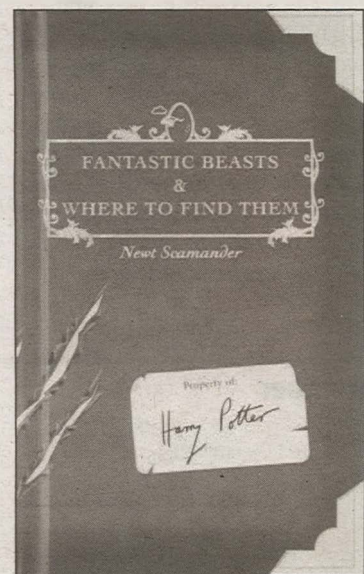 FANTASTIC BEASTS
&
WHERE TO FIND THEM
Newt Scamander
Property of:
Harry Potter